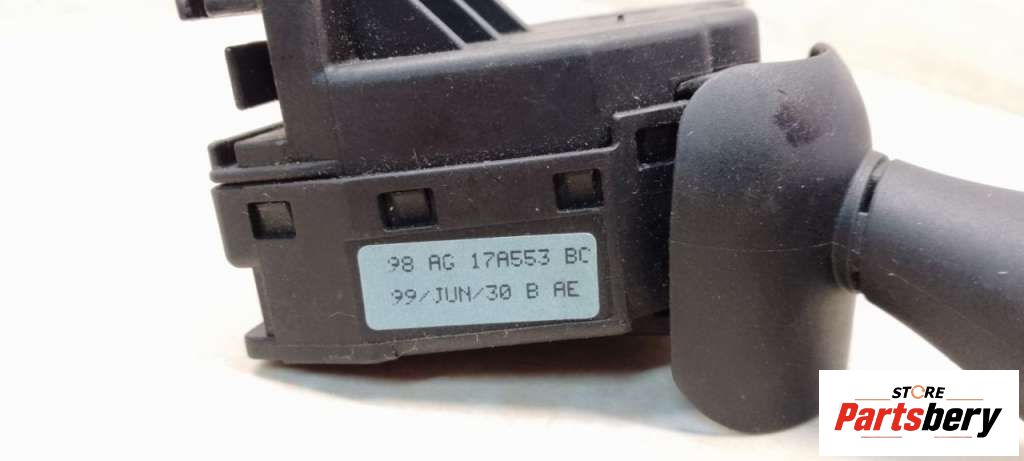 98 AG 17A553 BC
99/JUN/30 B AE
STORE
Partsbery